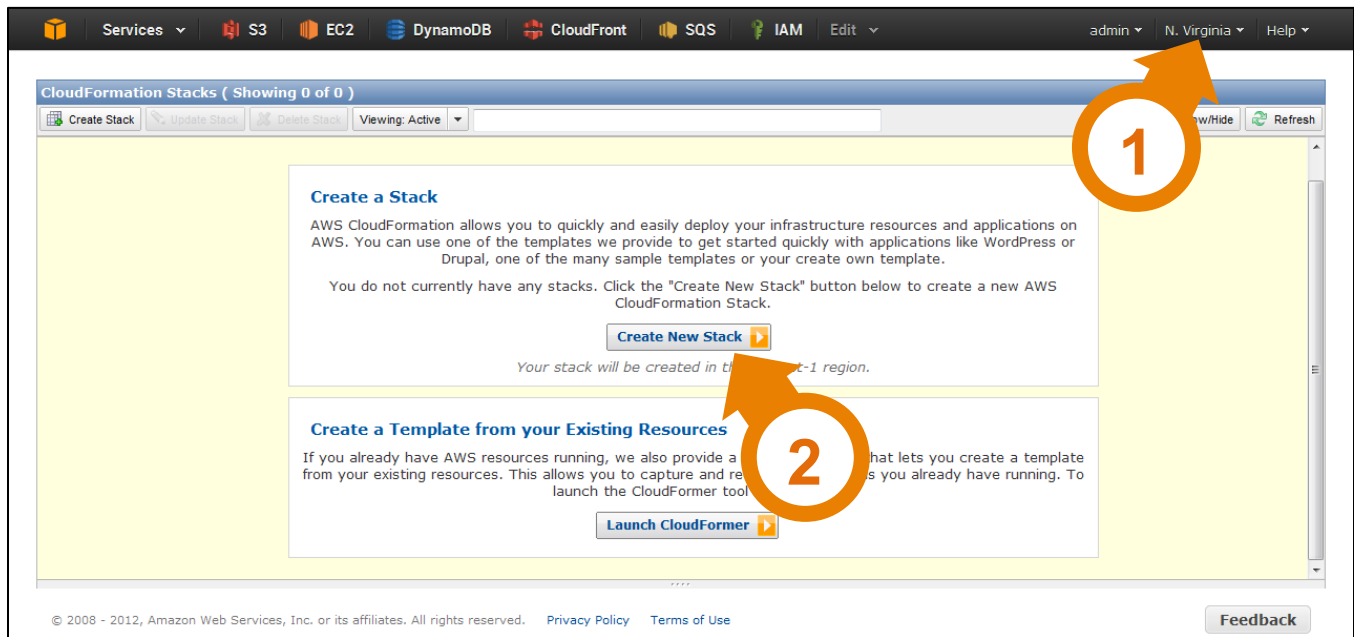 Services S3 EC2 DynamoDB CloudFront SQS IAM Edit admin N. Virginia Help
CloudFormation Stacks ( Showing 0 of 0 )
Create Stack Update Stack Delete Stack Viewing: Active Refresh
1
Create a Stack
AWS CloudFormation allows you to quickly and easily deploy your infrastructure resources and applications on
AWS. You can use one of the templates we provide to get started quickly with applications like WordPress or
Drupal, one of the many sample templates or your create own template.
You do not currently have any stacks. Click the "Create New Stack" button below to create a new AWS
CloudFormation Stack.
Create New Stack
Your stack will be created in region.
2
Create a Template from your Existing Resources
If you already have AWS resources running, we also provide a that lets you create a template
from your existing resources. This allows you to capture and you already have running. To
launch the CloudFormer tool
Launch CloudFormer
© 2008 - 2012, Amazon Web Services, Inc. or its affiliates. All rights reserved. Privacy Policy Terms of Use Feedback